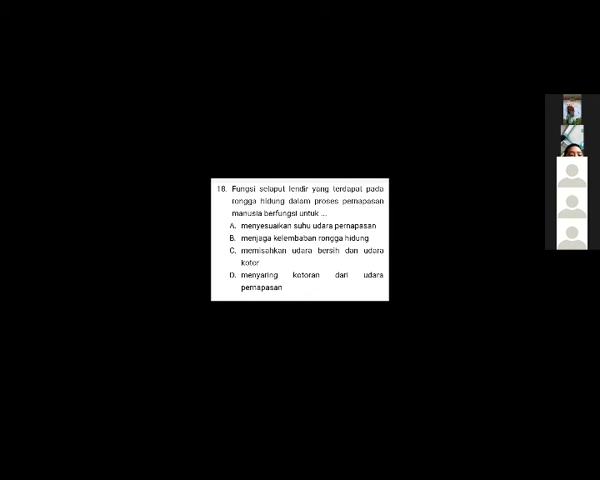 18. Fungsi selaput lendir yang terdapat pada
rongga hidung dalam proses pernapasan
manusia berfungsi untuk ...
A. menyesuaikan suhu udara pernapasan
B. menjaga kelembaban rongga hidung
C. memisahkan udara bersih dan udara
kotor
D. menyaring kotoran dari udara
pernapasan